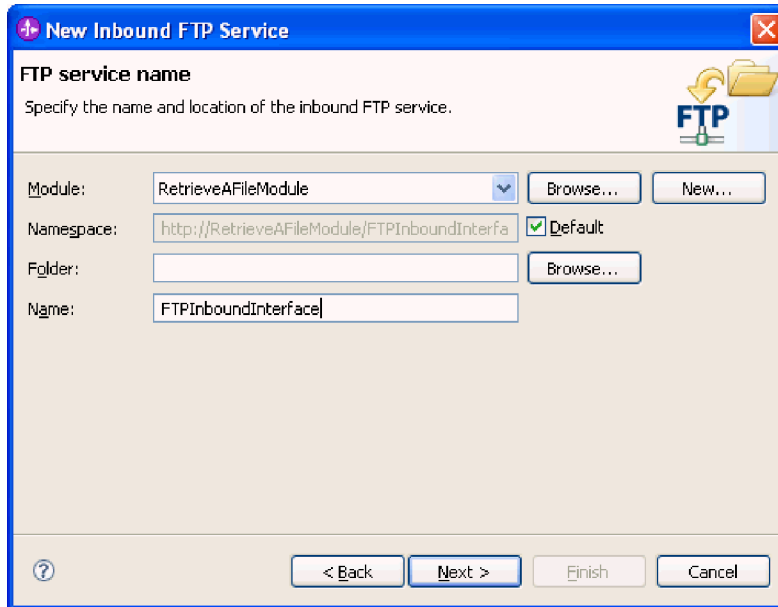 New Inbound FTP Service
FTP service name
Specify the name and location of the inbound FTP service.
FTP
Module: RetrieveAFileModule Browse... New...
Namespace: http://RetrieveAFileModule/FTPInboundInterfa Default
Folder: Browse...
Name: FTPInboundInterface
? < Back Next > Finish Cancel